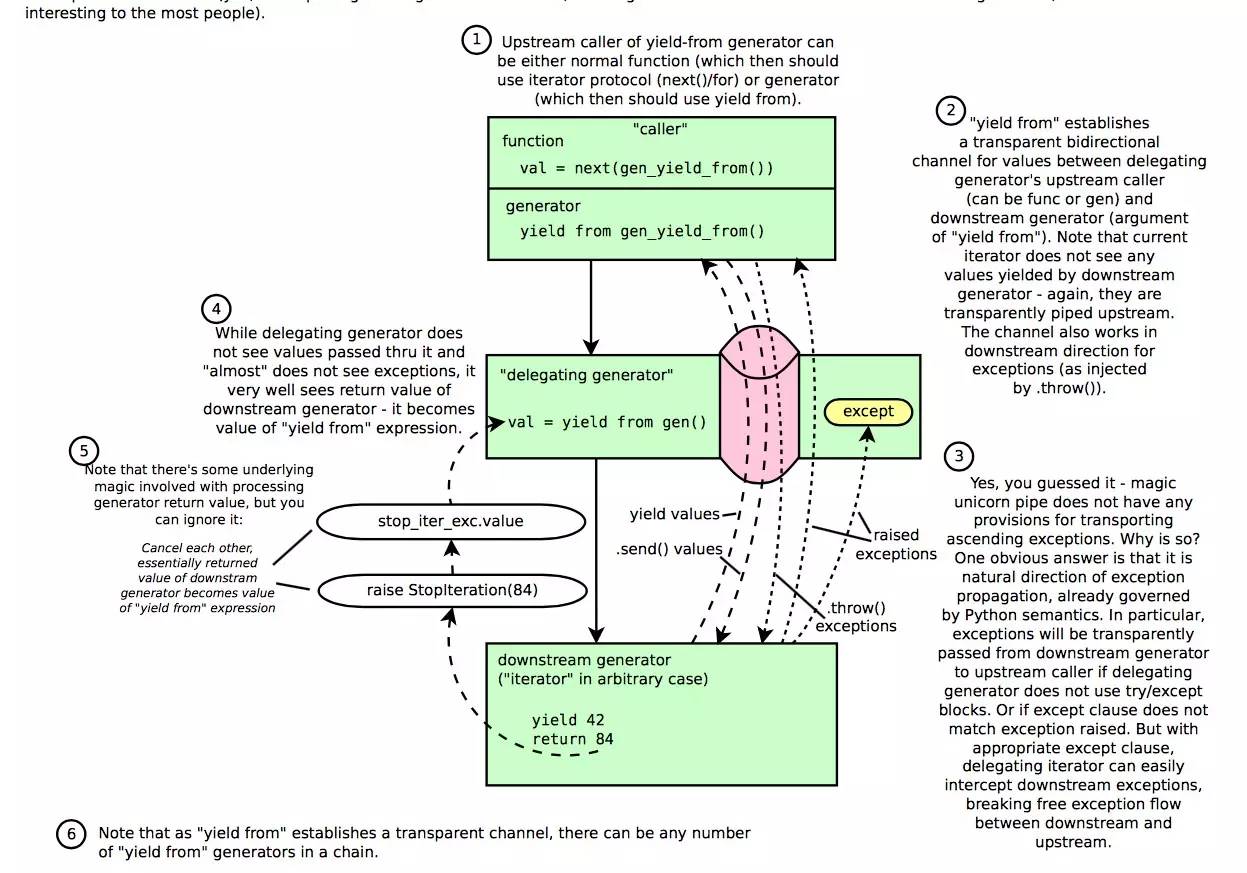 interesting to the most people).
1
Upstream caller of yield-from generator can
be either normal function (which then should
use iterator protocol (next()/for) or generator
(which then should use yield from).
"caller"
function
val = next(gen_yield_from())
generator
yield from gen_yield_from()
2
"yield from" establishes
a transparent bidirectional
channel for values between delegating
generator's upstream caller
(can be func or gen) and
downstream generator (argument
of "yield from"). Note that current
iterator does not see any
values yielded by downstream
generator - again, they are
transparently piped upstream.
The channel also works in
downstream direction for
exceptions (as injected
by .throw()).
4
While delegating generator does
not see values passed thru it and
"almost" does not see exceptions, it
very well sees return value of
downstream generator - it becomes
value of "yield from" expression.
"delegating generator"
val = yield from gen()
except
5
Note that there's some underlying
magic involved with processing
generator return value, but you
can ignore it:
Cancel each other,
essentially returned
value of downstram
generator becomes value
of "yield from" expression
stop_iter_exc.value
raise StopIteration(84)
yield values
.send() values
raised
exceptions
.throw()
exceptions
3
Yes, you guessed it - magic
unicorn pipe does not have any
provisions for transporting
ascending exceptions. Why is so?
One obvious answer is that it is
natural direction of exception
propagation, already governed
by Python semantics. In particular,
exceptions will be transparently
passed from downstream generator
to upstream caller if delegating
generator does not use try/except
blocks. Or if except clause does not
match exception raised. But with
appropriate except clause,
delegating iterator can easily
intercept downstream exceptions,
breaking free exception flow
between downstream and
upstream.
downstream generator
("iterator" in arbitrary case)
yield 42
return 84
6
Note that as "yield from" establishes a transparent channel, there can be any number
of "yield from" generators in a chain.